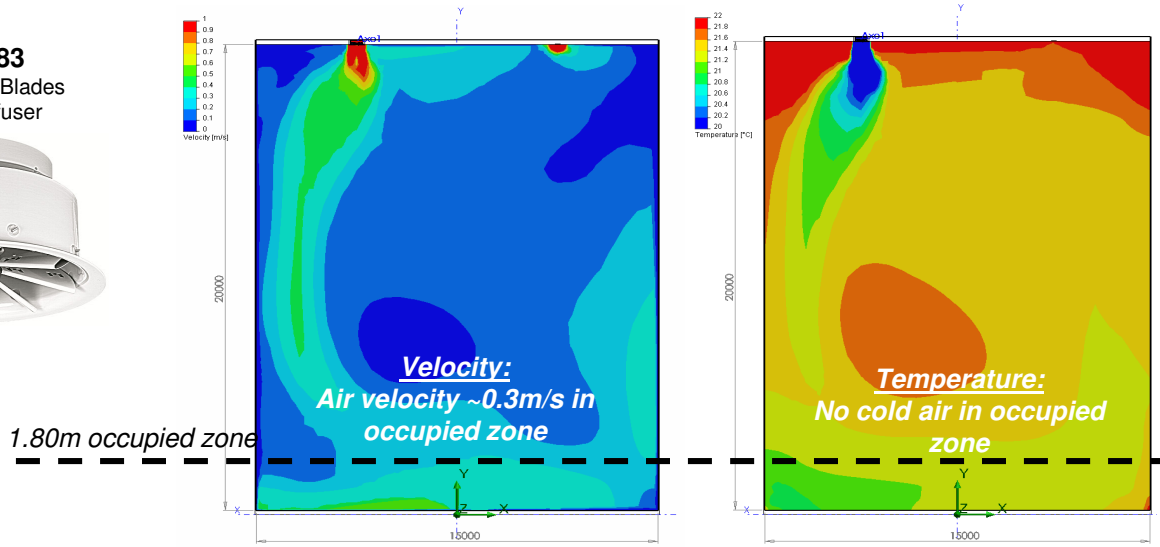 83
Blades
fuser
1
0.9
0.8
0.7
0.6
0.5
0.4
0.3
0.2
0.1
0
Velocity [m/s]
Y
Axo1
20000
Velocity:
Air velocity ~0.3m/s in
occupied zone
1.80m occupied zone
Y
X
Z
X
15000
22
21.8
21.6
21.4
21.2
21
20.8
20.6
20.4
20.2
20
Temperature [°C]
Y
Axo1
20000
Temperature:
No cold air in occupied
zone
Y
X
Z
X
15000